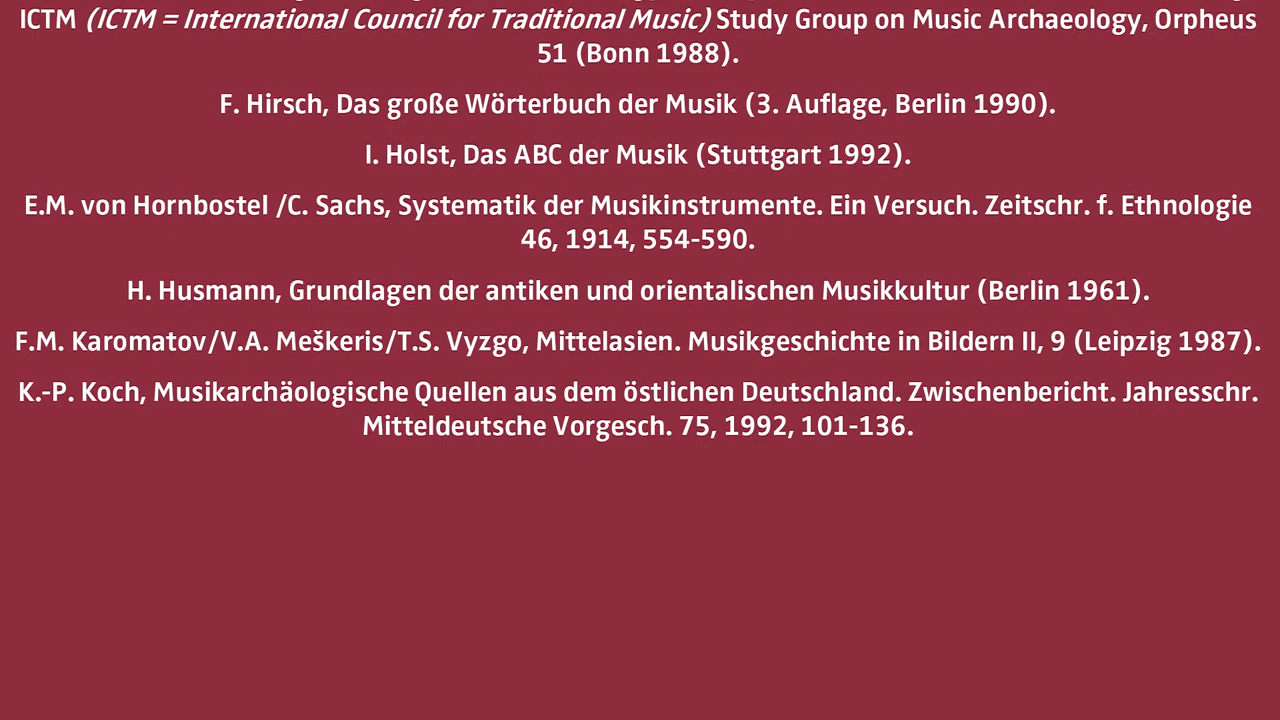 ICTM (ICTM = International Council for Traditional Music) Study Group on Music Archaeology, Orpheus
51 (Bonn 1988).
F. Hirsch, Das große Wörterbuch der Musik (3. Auflage, Berlin 1990).
I. Holst, Das ABC der Musik (Stuttgart 1992).
E.M. von Hornbostel /C. Sachs, Systematik der Musikinstrumente. Ein Versuch. Zeitschr. f. Ethnologie
46, 1914, 554-590.
H. Husmann, Grundlagen der antiken und orientalischen Musikkultur (Berlin 1961).
F.M. Karomatov/V.A. Meškeris/T.S. Vyzgo, Mittelasien. Musikgeschichte in Bildern II, 9 (Leipzig 1987).
K.-P. Koch, Musikarchäologische Quellen aus dem östlichen Deutschland. Zwischenbericht. Jahresschr.
Mitteldeutsche Vorgesch. 75, 1992, 101-136.